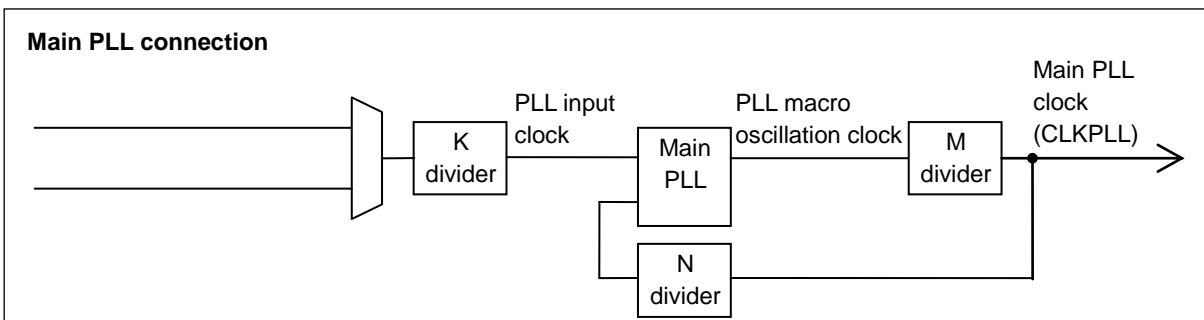 Main PLL connection
K
divider
PLL input
clock
Main
PLL
PLL macro
oscillation clock
M
divider
Main PLL
clock
(CLKPLL)
N
divider